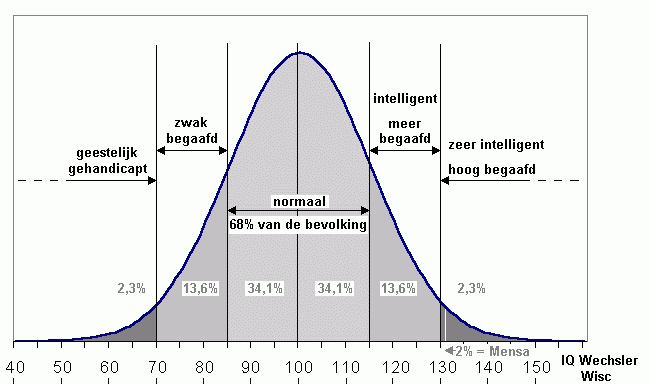 intelligent
zwak
begaafd
meer
begaafd
geestelijk
gehandicapt
zeer intelligent
hoog begaafd
normaal
68% van de bevolking
2,3% 13,6% 34,1% 34,1% 13,6% 2,3%
2% = Mensa
40 50 60 70 80 90 100 110 120 130 150
IQ Wechsler
Wisc